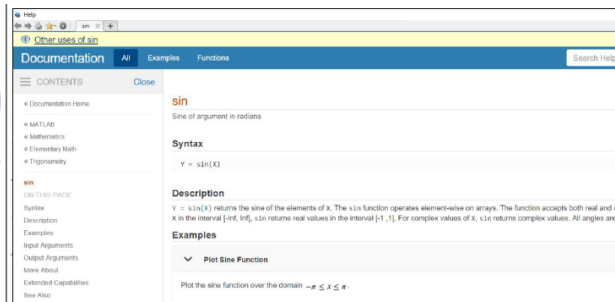 Help
sin
Other uses of sin
Documentation All Examples Functions Search Help
CONTENTS Close
« Documentation Home
« MATLAB
« Mathematics
« Elementary Math
« Trigonometry
sin
ON THIS PAGE
Syntax
Description
Examples
Input Arguments
Output Arguments
More About
Extended Capabilities
See Also
sin
Sine of argument in radians
Syntax
Y = sin(X)
Description
Y = sin(X) returns the sine of the elements of X. The sin function operates element-wise on arrays. The function accepts both real and
X in the interval [-Inf, Inf], sin returns real values in the interval [-1 ,1]. For complex values of X, sin returns complex values. All angles are
Examples
Plot Sine Function
Plot the sine function over the domain −π ≤ x ≤ π.